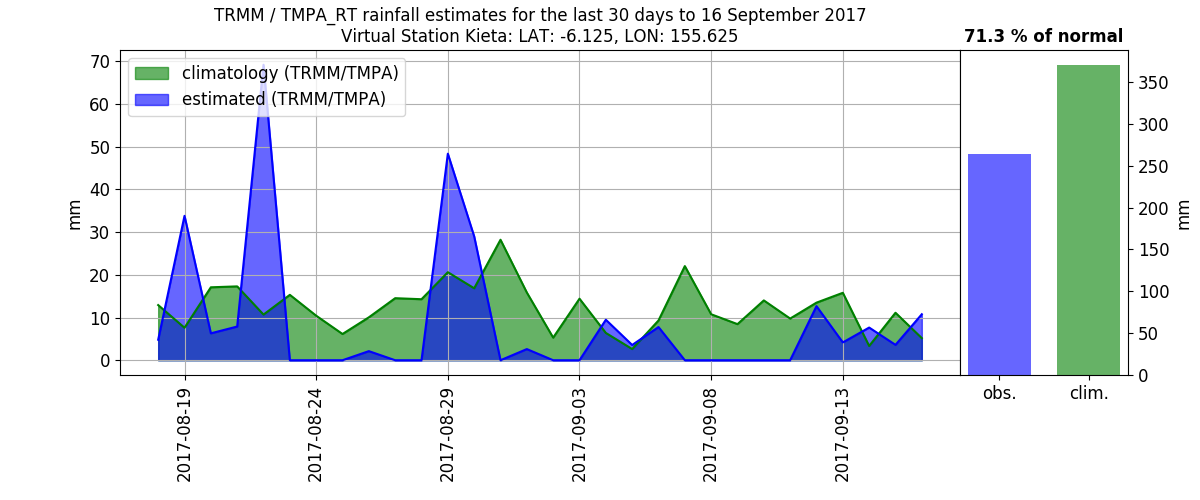 TRMM / TMPA_RT rainfall estimates for the last 30 days to 16 September 2017
Virtual Station Kieta: LAT: -6.125, LON: 155.625
71.3 % of normal
climatology (TRMM/TMPA)
estimated (TRMM/TMPA)
70
60
50
40
30
20
10
0
mm
2017-08-19
2017-08-24
2017-08-29
2017-09-03
2017-09-08
2017-09-13
350
300
250
200
150
100
50
0
mm
obs.
clim.